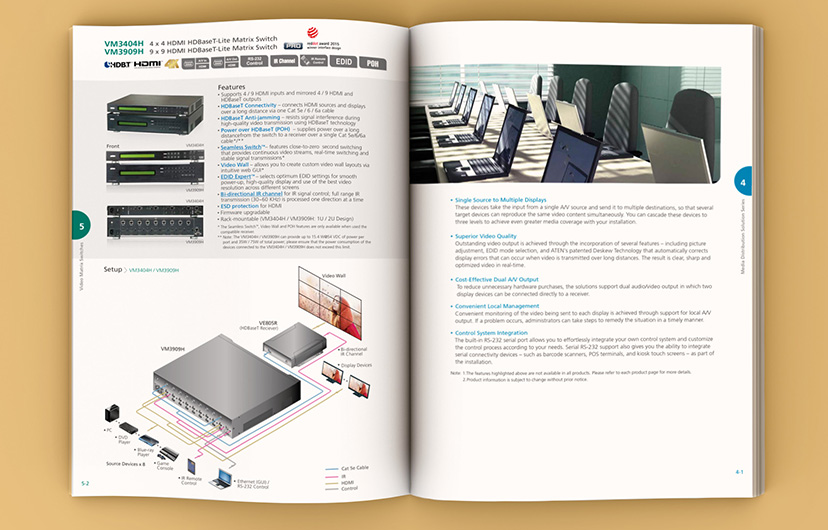 VM3404H 4 x 4 HDMI HDBaseT-Lite Matrix Switch
VM3909H 9 x 9 HDMI HDBaseT-Lite Matrix Switch
PRO
reddot award 2015
HDBT HDMI 4K
RS-232 Control
IR Channel
IR Remote Control
EDID
POH
Features
• Supports 4 / 9 HDMI inputs and mirrored 4 / 9 HDMI and
HDBaseT outputs
• HDBaseT Connectivity – connects HDMI sources and displays
over a long distance via one Cat 5e / 6 / 6a cable
• HDBaseT Anti-jamming – resists signal interference during
high-quality video transmission using HDBaseT technology
• Power over HDBaseT (POH) – supplies power over a long
distancefrom the switch to a receiver over a single Cat 5e/6/6a
cable*/**
• Seamless Switch™– features close-to-zero second switching
that provides continuous video streams, real-time switching and
stable signal transmissions*
• Video Wall – allows you to create custom video wall layouts via
intuitive web GUI*
• EDID Expert™ – selects optimum EDID settings for smooth
power-up, high-quality display and use of the best video
resolution across different screens
• Bi-directional IR channel for IR signal control; full range IR
transmission (30–60 KHz) is processed one direction at a time
• ESD protection for HDMI
• Firmware upgradable
• Rack-mountable (VM3404H / VM3909H: 1U / 2U Design)
* The Seamless Switch™, Video Wall and POH features are only available when used the
compatible receiver.
** Note: The VM3404H / VM3909H can provide up to 15.4 W@54 VDC of power per
port and 35W / 75W of total power; please ensure that the power consumption of the
devices connected to the VM3404H / VM3909H does not exceed this limit.
VM3404H
VM3909H
Front
VM3404H
VM3909H
VM3404H
VM3909H
5
Video Matrix Switches
Setup VM3404H / VM3909H
Video Wall
VE805R
(HDBaseT Receiver)
VM3909H
• Bi-directional
IR Channel
• Display Devices
• PC
• DVD
Player
• Blue-ray
Player
• Game
Console
Source Devices x 8
• IR Remote
Control
• Ethernet (GUI) /
RS-232 Control
Cat 5e Cable
IR
HDMI
Control
5-2
4
Media Distribution Solution Series
• Single Source to Multiple Displays
These devices take the input from a single A/V source and send it to multiple destinations, so that several
target devices can reproduce the same video content simultaneously. You can cascade these devices to
three levels to achieve even greater media coverage with your installation.
• Superior Video Quality
Outstanding video output is achieved through the incorporation of several features – including picture
adjustment, EDID mode selection, and ATEN's patented Deskew Technology that automatically corrects
display errors that can occur when video is transmitted over long distances. The result is clear, sharp and
optimized video in real-time.
• Cost-Effective Dual A/V Output
To reduce unnecessary hardware purchases, the solutions support dual audio/video output in which two
display devices can be connected directly to a receiver.
• Convenient Local Management
Convenient monitoring of the video being sent to each display is achieved through support for local A/V
output. If a problem occurs, administrators can take steps to remedy the situation in a timely manner.
• Control System Integration
The built-in RS-232 serial port allows you to effortlessly integrate your own control system and customize
the control process according to your needs. Serial RS-232 support also gives you the ability to integrate
serial connectivity devices – such as barcode scanners, POS terminals, and kiosk touch screens – as part of
the installation.
Note: 1.The features highlighted above are not available in all products. Please refer to each product page for more details.
2.Product information is subject to change without prior notice.
4-1